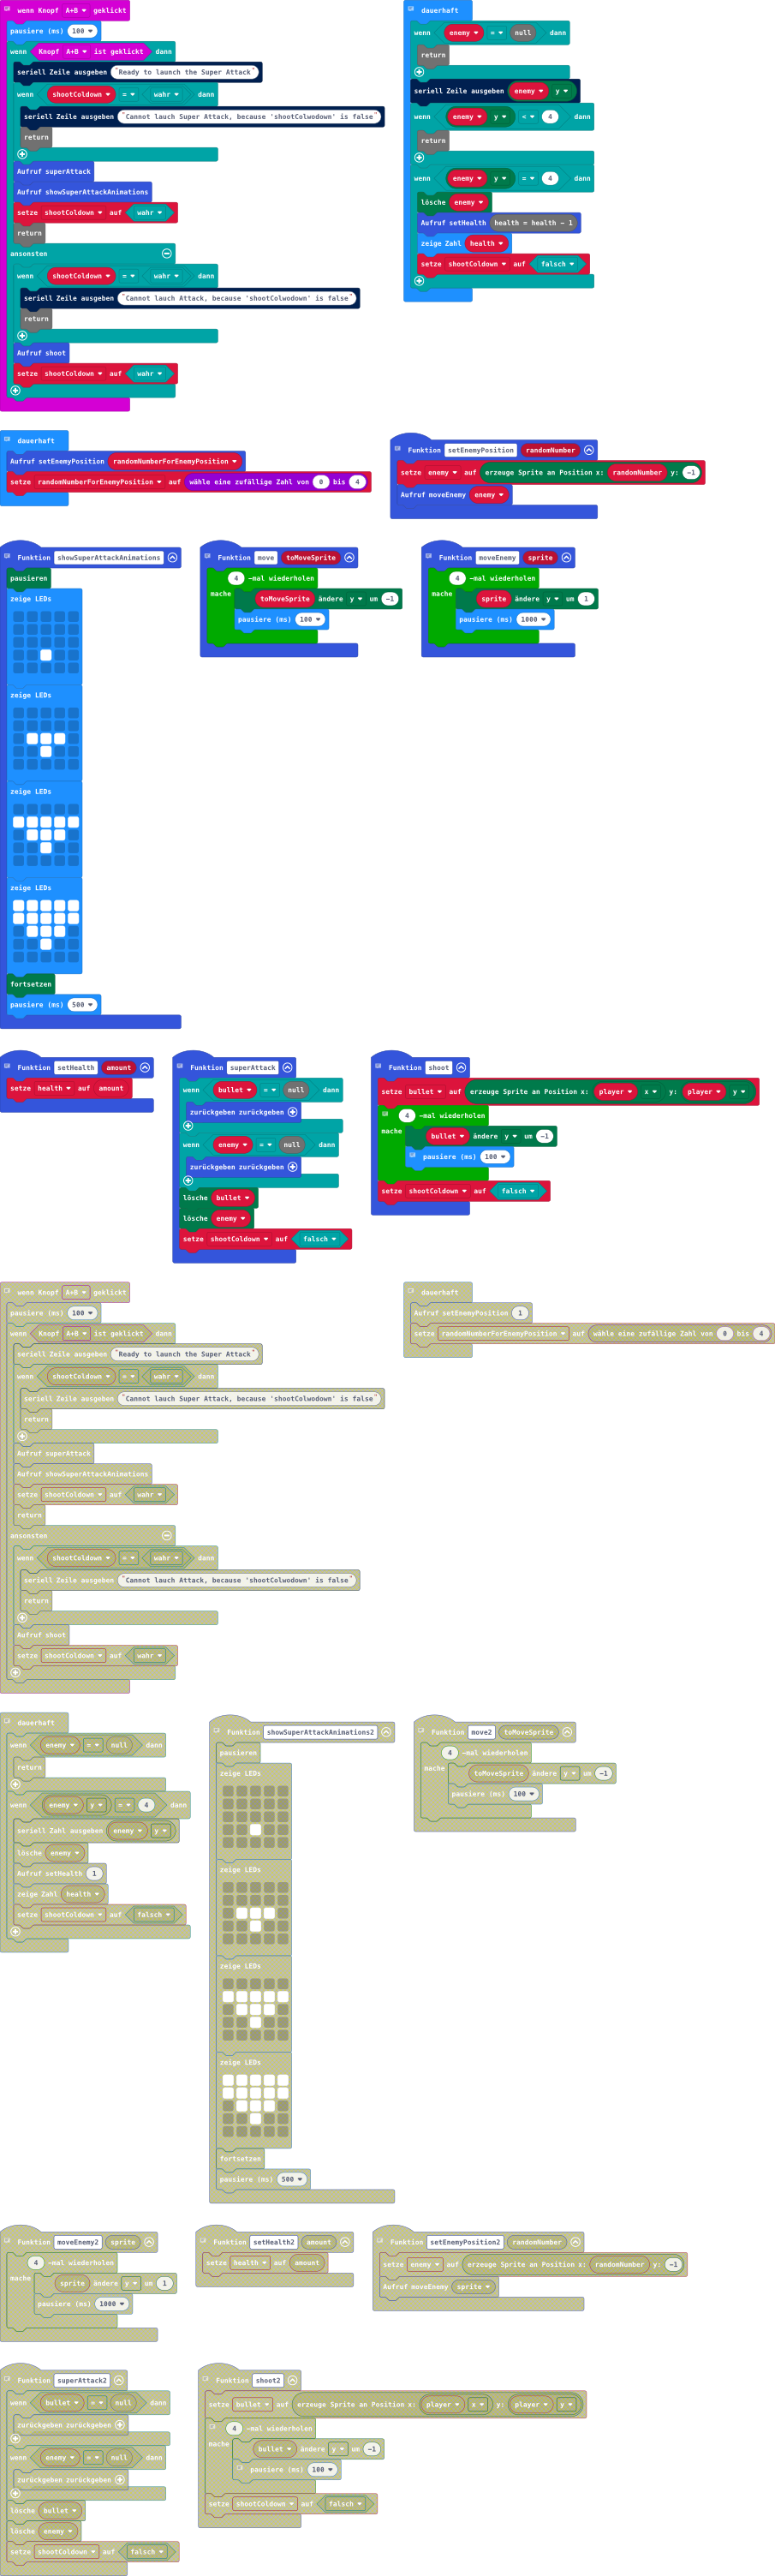 wenn Knopf A+B geklickt
pausiere (ms) 100
wenn Knopf A+B ist geklickt dann
seriell Zeile ausgeben "Ready to launch the Super Attack"
wenn shootColdown = wahr dann
seriell Zeile ausgeben "Cannot lauch Super Attack, because 'shootColwodown' is false"
return
Aufruf superAttack
Aufruf showSuperAttackAnimations
setze shootColdown auf wahr
return
ansonsten
wenn shootColdown = wahr dann
seriell Zeile ausgeben "Cannot lauch Attack, because 'shootColwodown' is false"
return
Aufruf shoot
setze shootColdown auf wahr
dauerhaft
wenn enemy = null dann
return
seriell Zeile ausgeben enemy y
wenn enemy y < 4 dann
return
wenn enemy y = 4 dann
lösche enemy
Aufruf setHealth health = health - 1
zeige Zahl health
setze shootColdown auf falsch
dauerhaft
Aufruf setEnemyPosition randomNumberForEnemyPosition
setze randomNumberForEnemyPosition auf wähle eine zufällige Zahl von 0 bis 4
Funktion setEnemyPosition randomNumber
setze enemy auf erzeuge Sprite an Position x: randomNumber y: -1
Aufruf moveEnemy enemy
Funktion showSuperAttackAnimations
pausieren
zeige LEDs
zeige LEDs
zeige LEDs
zeige LEDs
fortsetzen
pausiere (ms) 500
Funktion move toMoveSprite
4 -mal wiederholen
mache toMoveSprite ändere y um -1
pausiere (ms) 100
Funktion moveEnemy sprite
4 -mal wiederholen
mache sprite ändere y um 1
pausiere (ms) 1000
Funktion setHealth amount
setze health auf amount
Funktion superAttack
wenn bullet = null dann
zurückgeben zurückgeben
wenn enemy = null dann
zurückgeben zurückgeben
lösche bullet
lösche enemy
setze shootColdown auf falsch
Funktion shoot
setze bullet auf erzeuge Sprite an Position x: player x y: player y
4 -mal wiederholen
mache bullet ändere y um -1
pausiere (ms) 100
setze shootColdown auf falsch
wenn Knopf A+B geklickt
pausiere (ms) 100
wenn Knopf A+B ist geklickt dann
seriell Zeile ausgeben "Ready to launch the Super Attack"
wenn shootColdown = wahr dann
seriell Zeile ausgeben "Cannot lauch Super Attack, because 'shootColwodown' is false"
return
Aufruf superAttack
Aufruf showSuperAttackAnimations
setze shootColdown auf wahr
return
ansonsten
wenn shootColdown = wahr dann
seriell Zeile ausgeben "Cannot lauch Attack, because 'shootColwodown' is false"
return
Aufruf shoot
setze shootColdown auf wahr
dauerhaft
Aufruf setEnemyPosition 1
setze randomNumberForEnemyPosition auf wähle eine zufällige Zahl von 0 bis 4
dauerhaft
wenn enemy = null dann
return
wenn enemy y = 4 dann
seriell Zahl ausgeben enemy y
lösche enemy
Aufruf setHealth 1
zeige Zahl health
setze shootColdown auf falsch
Funktion showSuperAttackAnimations2
pausieren
zeige LEDs
zeige LEDs
zeige LEDs
zeige LEDs
fortsetzen
pausiere (ms) 500
Funktion move2 toMoveSprite
4 -mal wiederholen
mache toMoveSprite ändere y um -1
pausiere (ms) 100
Funktion moveEnemy2 sprite
4 -mal wiederholen
mache sprite ändere y um 1
pausiere (ms) 1000
Funktion setHealth2 amount
setze health auf amount
Funktion setEnemyPosition2 randomNumber
setze enemy auf erzeuge Sprite an Position x: randomNumber y: -1
Aufruf moveEnemy sprite
Funktion superAttack2
wenn bullet = null dann
zurückgeben zurückgeben
wenn enemy = null dann
zurückgeben zurückgeben
lösche bullet
lösche enemy
setze shootColdown auf falsch
Funktion shoot2
setze bullet auf erzeuge Sprite an Position x: player x y: player y
4 -mal wiederholen
mache bullet ändere y um -1
pausiere (ms) 100
setze shootColdown auf falsch